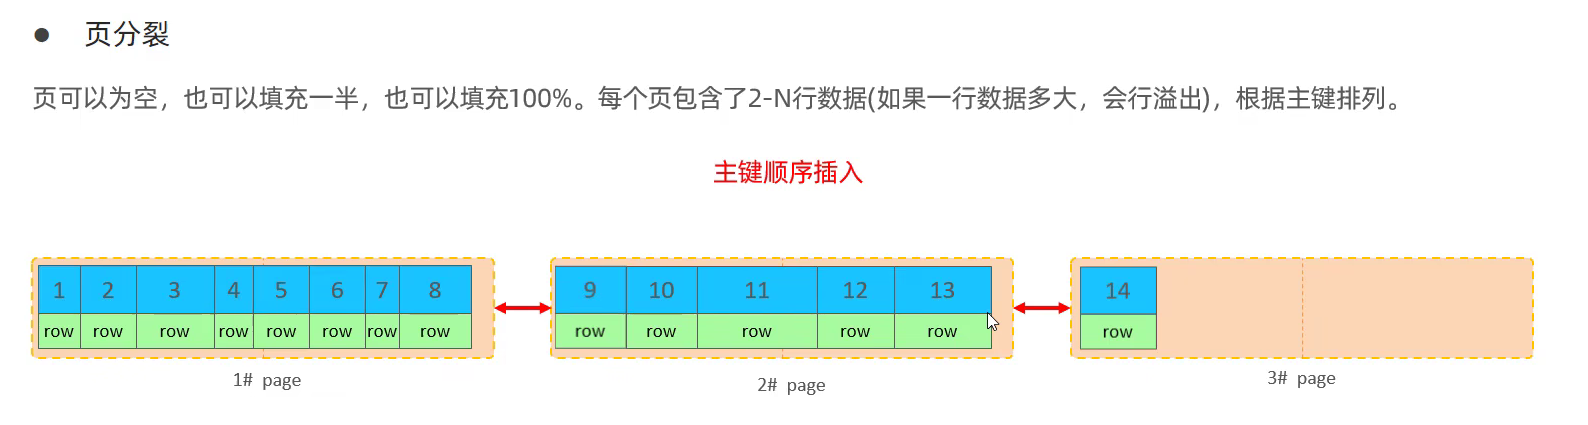 ● 页分裂
页可以为空，也可以填充一半，也可以填充100%。每个页包含了2-N行数据(如果一行数据多大，会行溢出)，根据主键排列。
主键顺序插入
1 2 3 4 5 6 7 8
row row row row row row row row
1# page
9 10 11 12 13
row row row row row
2# page
14
row
3# page